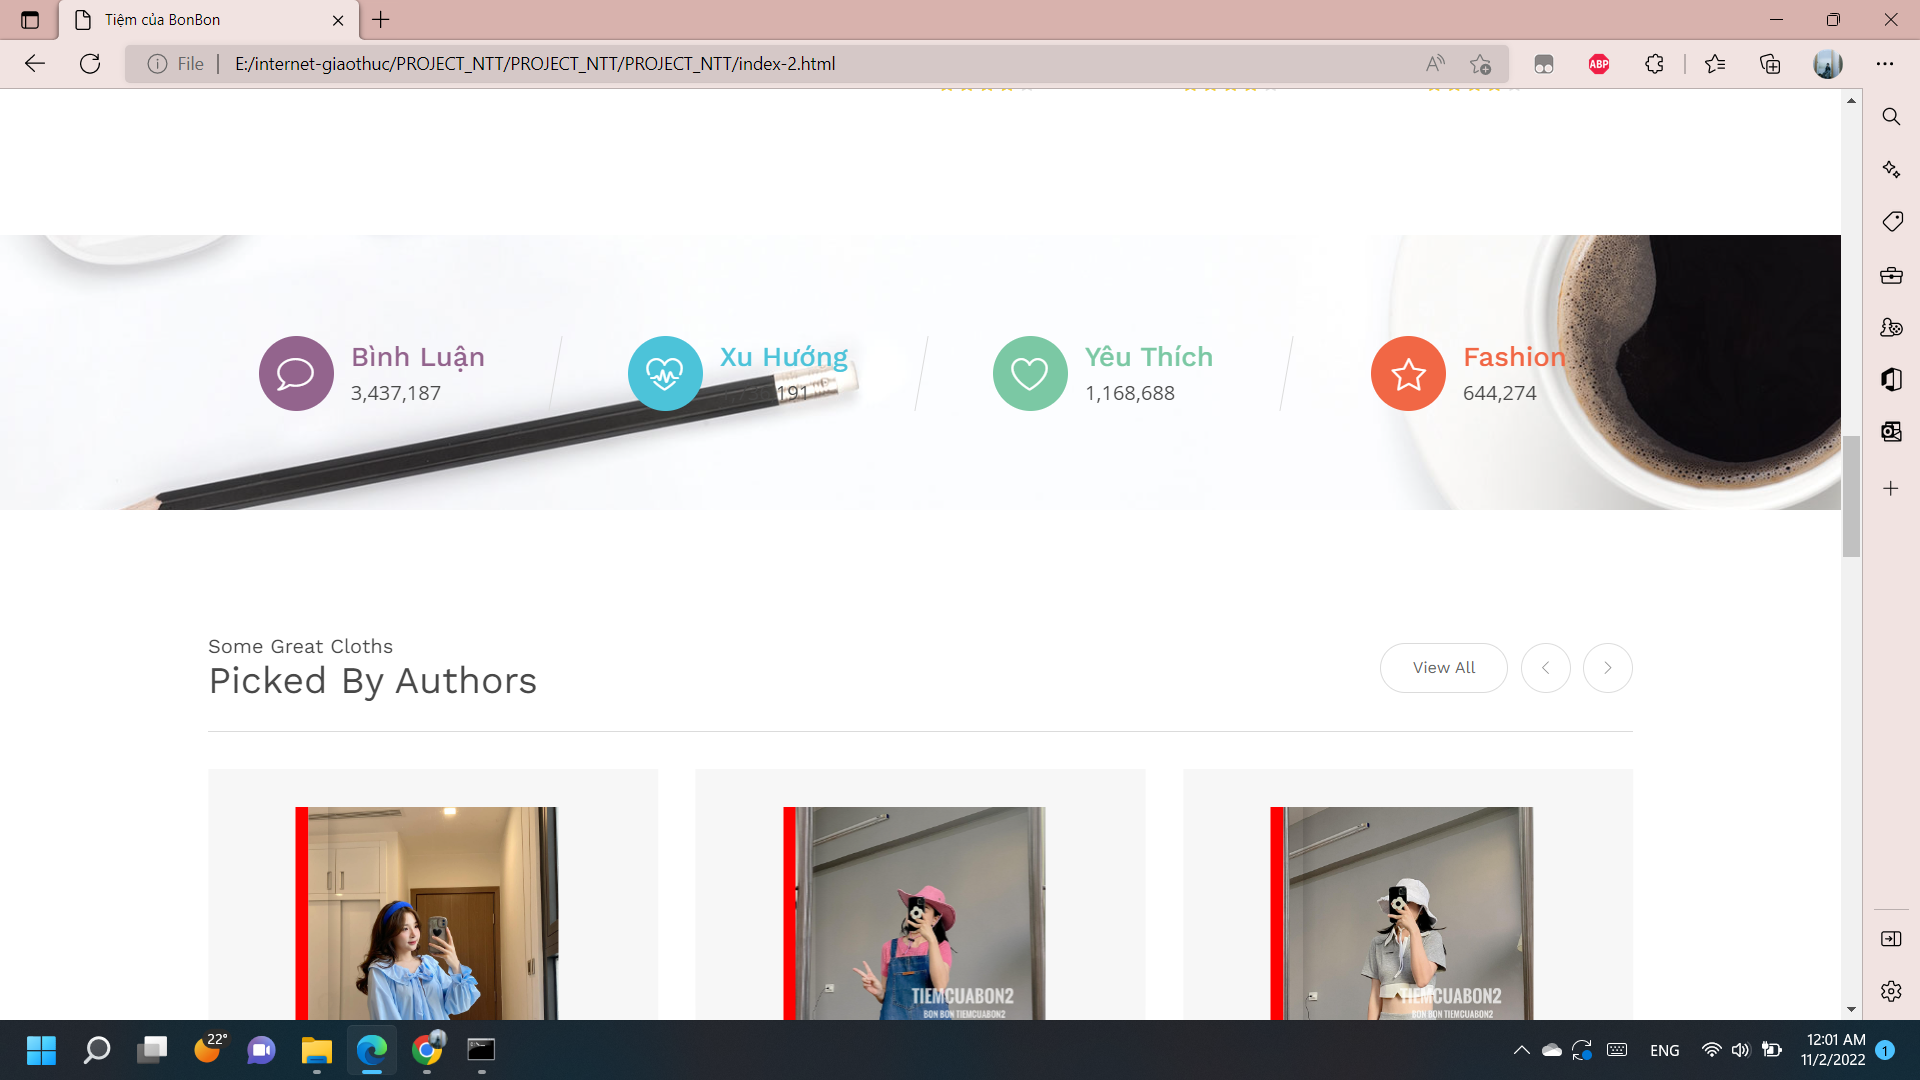 Tiệm của BonBon
File
E:/internet-giaothuc/PROJECT_NTT/PROJECT_NTT/PROJECT_NTT/index-2.html
ABP
Bình Luận
3,437,187
Xu Hướng
Yêu Thích
1,168,688
Fashion
644,274
Some Great Cloths
Picked By Authors
View All
TIEMCUABON2
BON BON TIEMCUABON2
TIEMCUABON2
BON BON TIEMCUABON2
22°
ENG
12:01 AM
11/2/2022
1